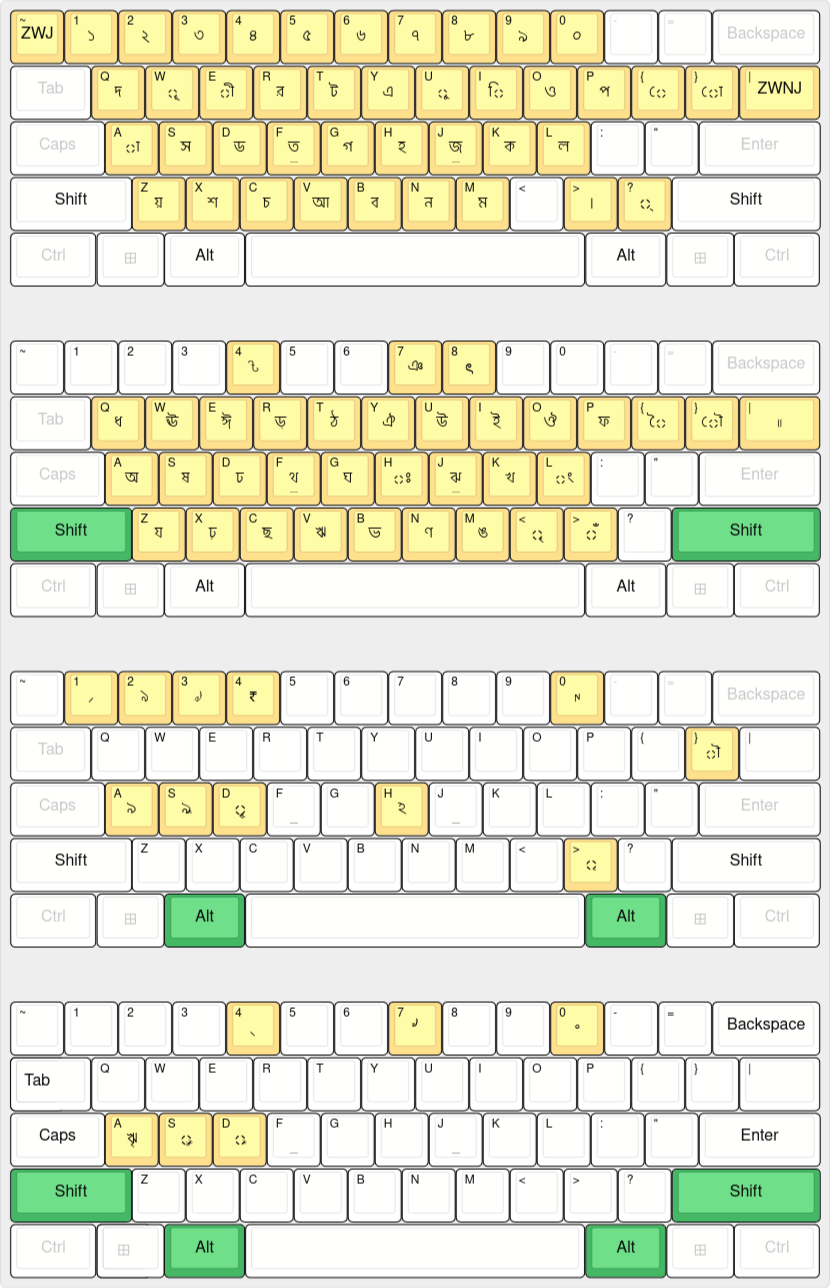 ~ ZWJ 1 ১ 2 ২ 3 ৩ 4 ৪ 5 ৫ 6 ৬ 7 ৭ 8 ৮ 9 ৯ 0 ০ - = Backspace
Tab Q দ W ূ E ী R র T ট Y এ U ু I ি O ও P প { ে } ো | ZWNJ
Caps A া S স D ড F ত _ G গ H হ J জ _ K ক L ল : " Enter
Shift Z য় X শ C চ V আ B ব N ন M ম < > । ? ্ Shift
Ctrl Alt Alt Ctrl
~ 1 2 3 4 5 6 7 ঞ 8 ৎ 9 0 - = Backspace
Tab Q ধ W ঊ E ঈ R ড় T ঠ Y ঐ U উ I ই O ঔ P ফ { ৈ } ৌ | ॥
Caps A অ S ষ D ঢ F থ _ G ঘ H ঃ J ঝ _ K খ L ং : " Enter
Shift Z য X ঢ় C ছ V ঋ B ভ N ণ M ঙ < ৃ > ঁ ? Shift
Ctrl Alt Alt Ctrl
~ 1 2 3 4 ₹ 5 6 7 8 9 0 - = Backspace
Tab Q W E R T Y U I O P { } ৗ |
Caps A ঌ S ৡ D F _ G H J _ K L : " Enter
Shift Z X C V B N M < > ? Shift
Ctrl Alt Alt Ctrl
~ 1 2 3 4 5 6 7 8 9 0 - = Backspace
Tab Q W E R T Y U I O P { } |
Caps A ৠ S D F _ G H J _ K L : " Enter
Shift Z X C V B N M < > ? Shift
Ctrl Alt Alt Ctrl